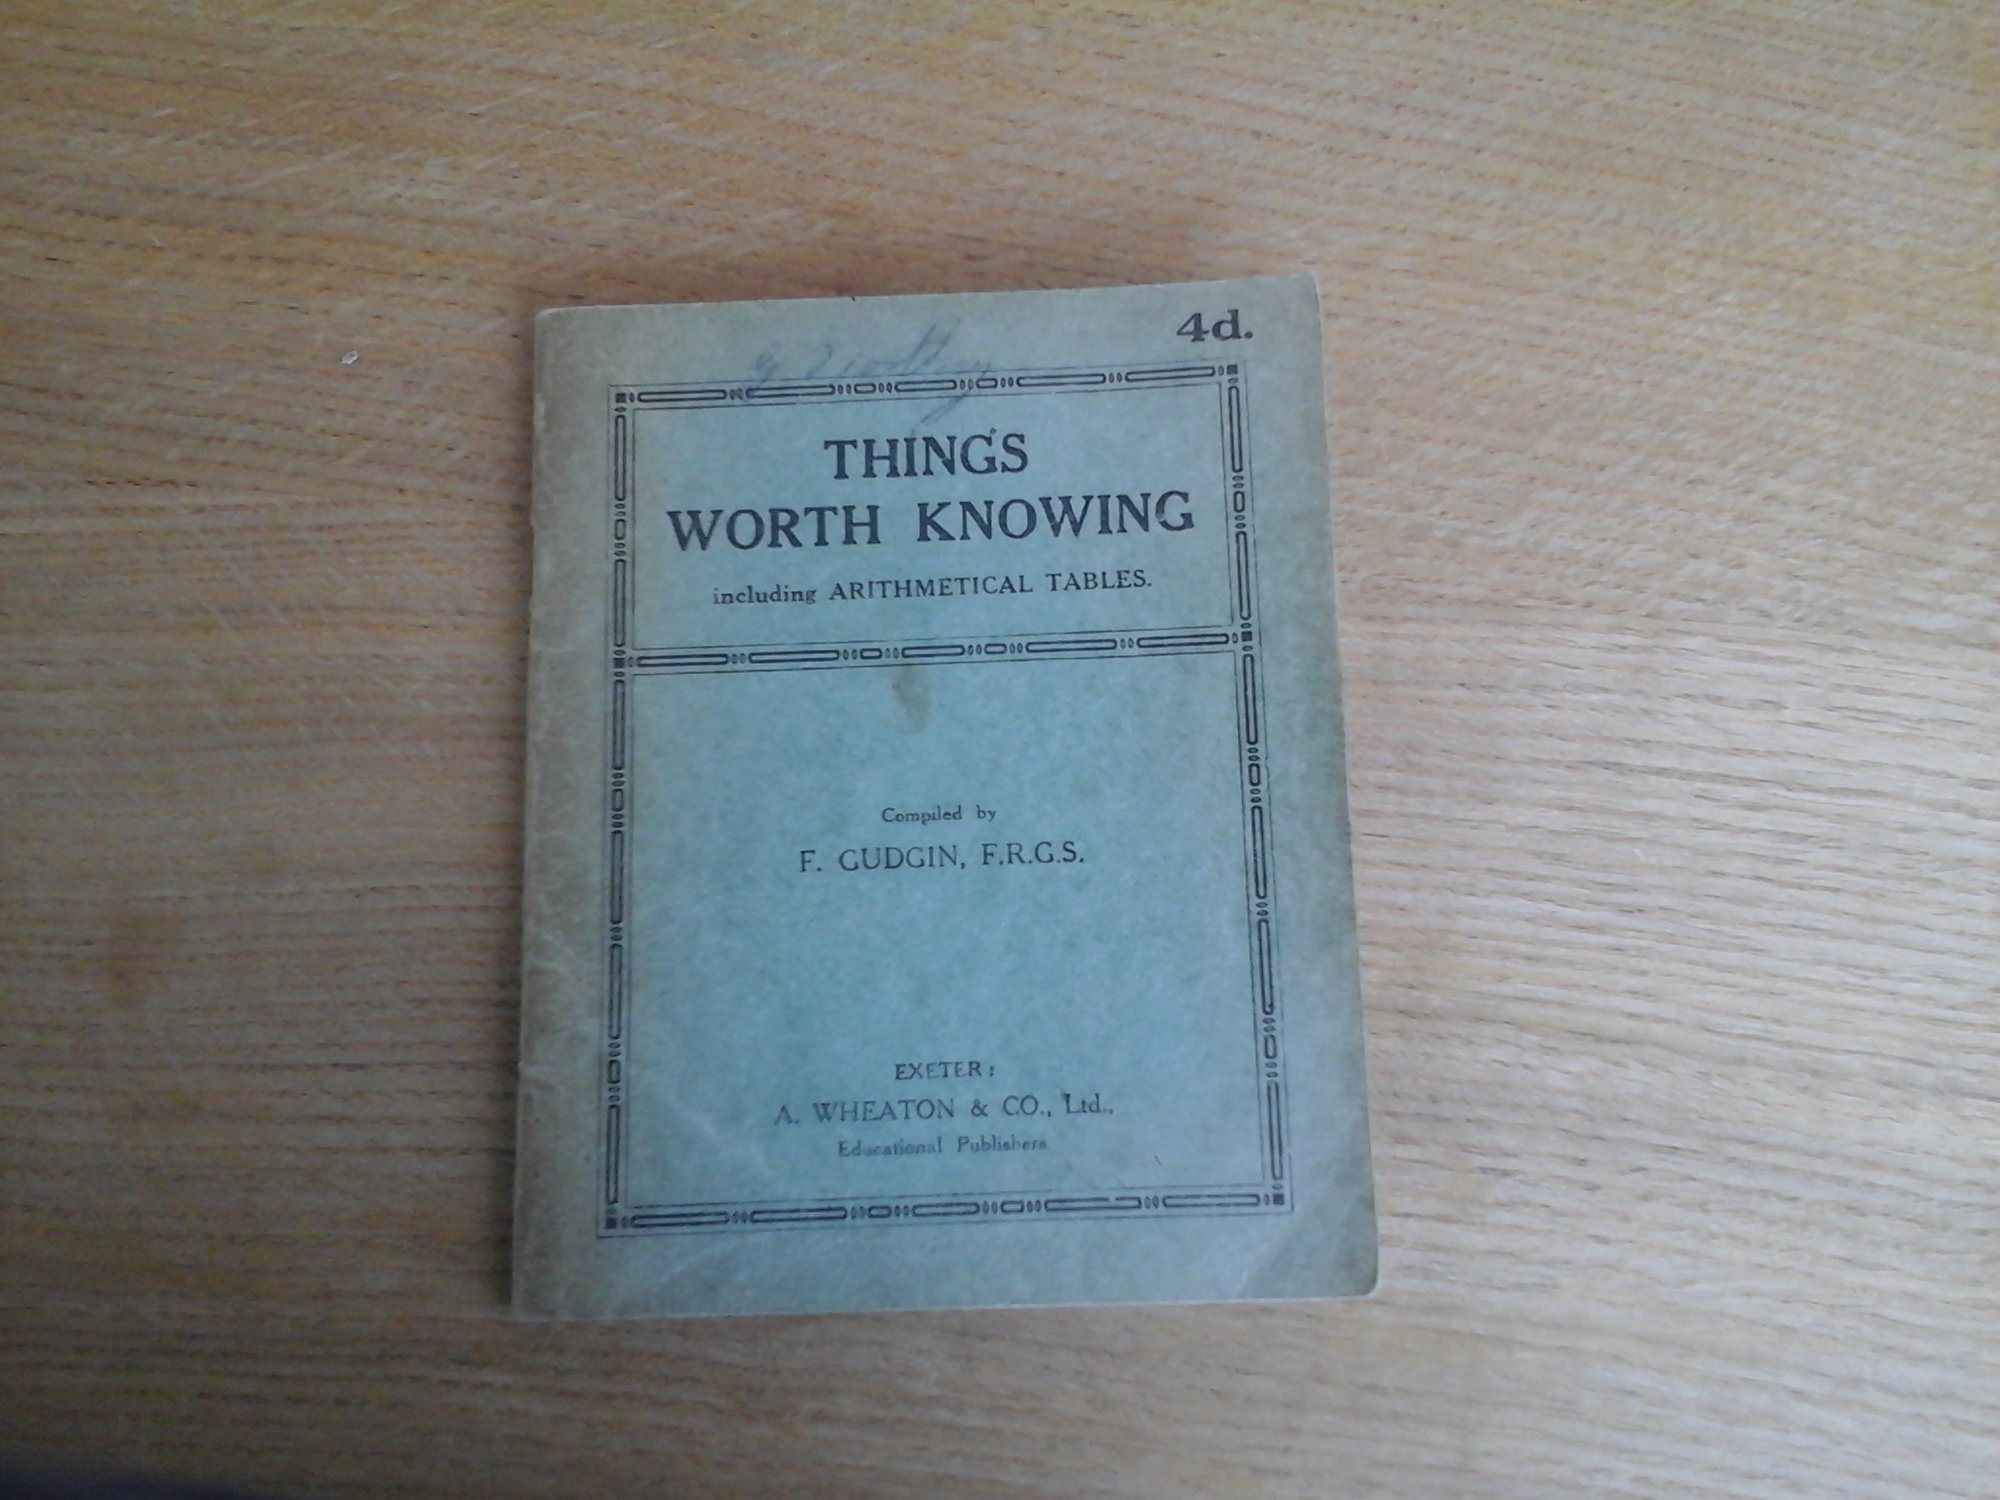 4d.
THINGS
WORTH KNOWING
including ARITHMETICAL TABLES.
Compiled by
F. GUDGIN, F.R.G.S.
EXETER:
A. WHEATON & CO., Ltd.,
Educational Publishers